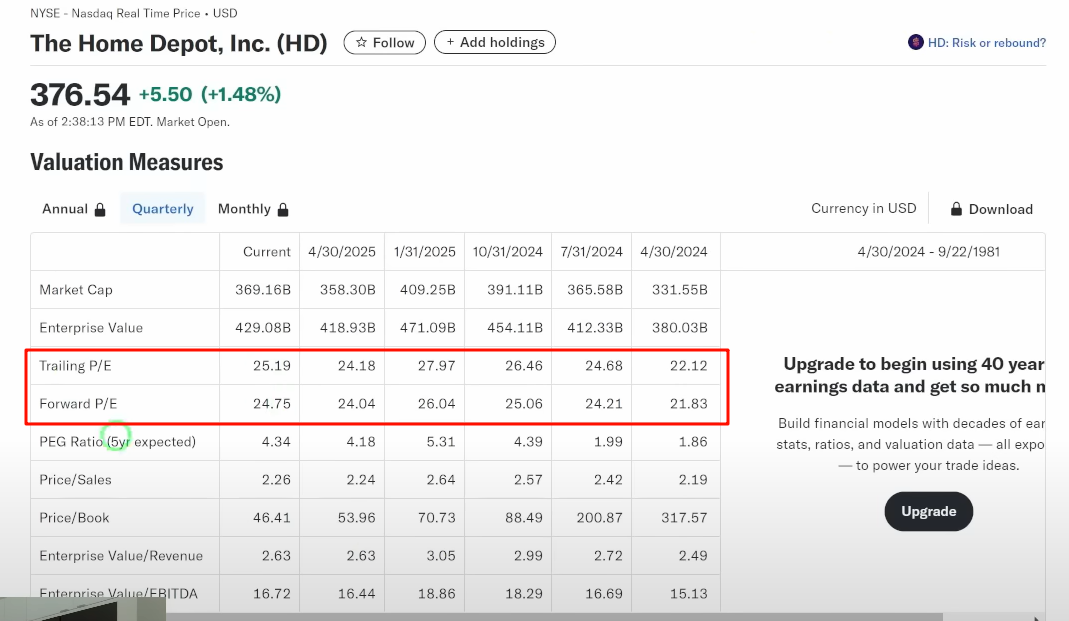 NYSE - Nasdaq Real Time Price • USD
The Home Depot, Inc. (HD) ☆ Follow + Add holdings HD: Risk or rebound?
376.54 +5.50 (+1.48%)
As of 2:38:13 PM EDT. Market Open.
Valuation Measures
Annual Quarterly Monthly Currency in USD Download
Current 4/30/2025 1/31/2025 10/31/2024 7/31/2024 4/30/2024 4/30/2024 - 9/22/1981
Market Cap 369.16B 358.30B 409.25B 391.11B 365.58B 331.55B
Enterprise Value 429.08B 418.93B 471.09B 454.11B 412.33B 380.03B
Trailing P/E 25.19 24.18 27.97 26.46 24.68 22.12
Forward P/E 24.75 24.04 26.04 25.06 24.21 21.83
PEG Ratio (5yr expected) 4.34 4.18 5.31 4.39 1.99 1.86
Price/Sales 2.26 2.24 2.64 2.57 2.42 2.19
Price/Book 46.41 53.96 70.73 88.49 200.87 317.57
Enterprise Value/Revenue 2.63 2.63 3.05 2.99 2.72 2.49
Enterprise Value/EBITDA 16.72 16.44 18.86 18.29 16.69 15.13
Upgrade to begin using 40 year
earnings data and get so much m
Build financial models with decades of ear
stats, ratios, and valuation data — all expo
— to power your trade ideas.
Upgrade